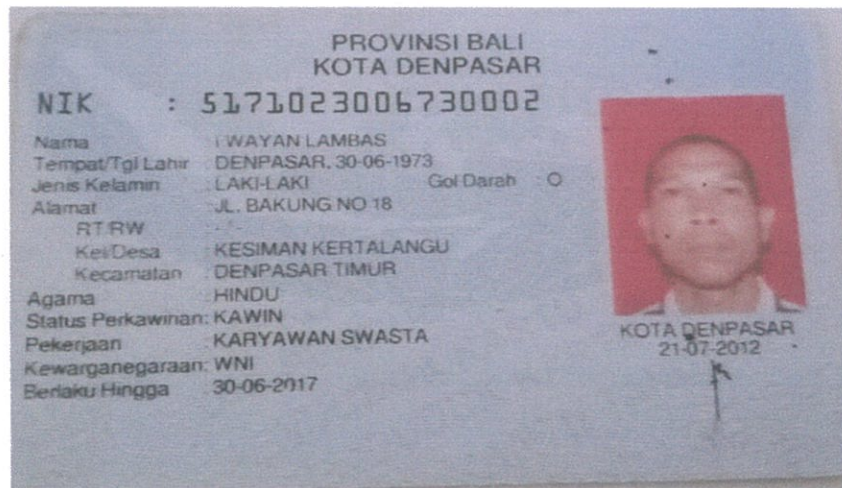 PROVINSI BALI
KOTA DENPASAR
NIK : 5171023006730002
Nama : I WAYAN LAMBAS
Tempat/Tgl Lahir : DENPASAR, 30-06-1973
Jenis Kelamin : LAKI-LAKI Gol Darah : O
Alamat : JL. BAKUNG NO 18
RT/RW : - / -
Kel/Desa : KESIMAN KERTALANGU
Kecamatan : DENPASAR TIMUR
Agama : HINDU
Status Perkawinan: KAWIN
Pekerjaan : KARYAWAN SWASTA
Kewarganegaraan: WNI
Berlaku Hingga : 30-06-2017
KOTA DENPASAR
21-07-2012